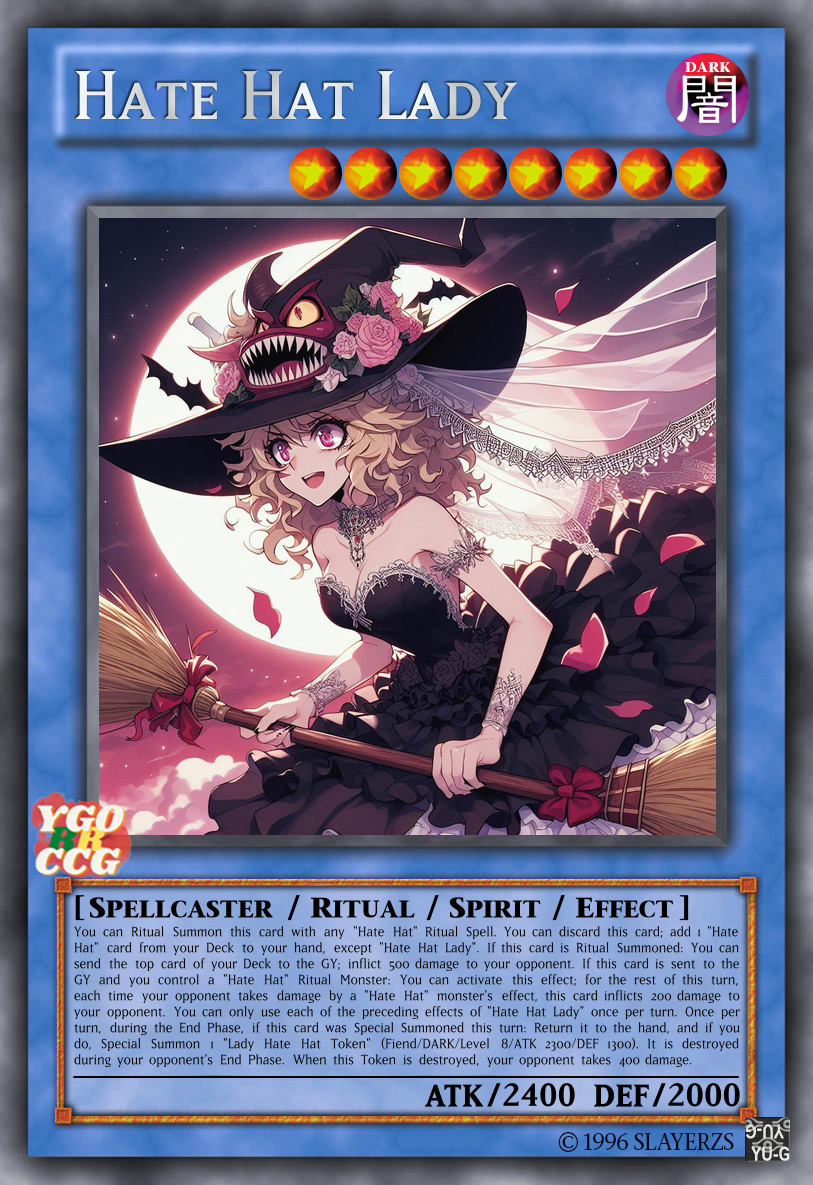 Hate Hat Lady
DARK
闇
YGO
RR
CCG
[ Spellcaster / Ritual / Spirit / Effect ]
You can Ritual Summon this card with any "Hate Hat" Ritual Spell. You can discard this card; add 1 "Hate
Hat" card from your Deck to your hand, except "Hate Hat Lady". If this card is Ritual Summoned: You can
send the top card of your Deck to the GY; inflict 500 damage to your opponent. If this card is sent to the
GY and you control a "Hate Hat" Ritual Monster: You can activate this effect; for the rest of this turn,
each time your opponent takes damage by a "Hate Hat" monster's effect, this card inflicts 200 damage to
your opponent. You can only use each of the preceding effects of "Hate Hat Lady" once per turn. Once per
turn, during the End Phase, if this card was Special Summoned this turn: Return it to the hand, and if you
do, Special Summon 1 "Lady Hate Hat Token" (Fiend/DARK/Level 8/ATK 2300/DEF 1300). It is destroyed
during your opponent's End Phase. When this Token is destroyed, your opponent takes 400 damage.
ATK/2400 DEF/2000
© 1996 SLAYERZS
YU-G